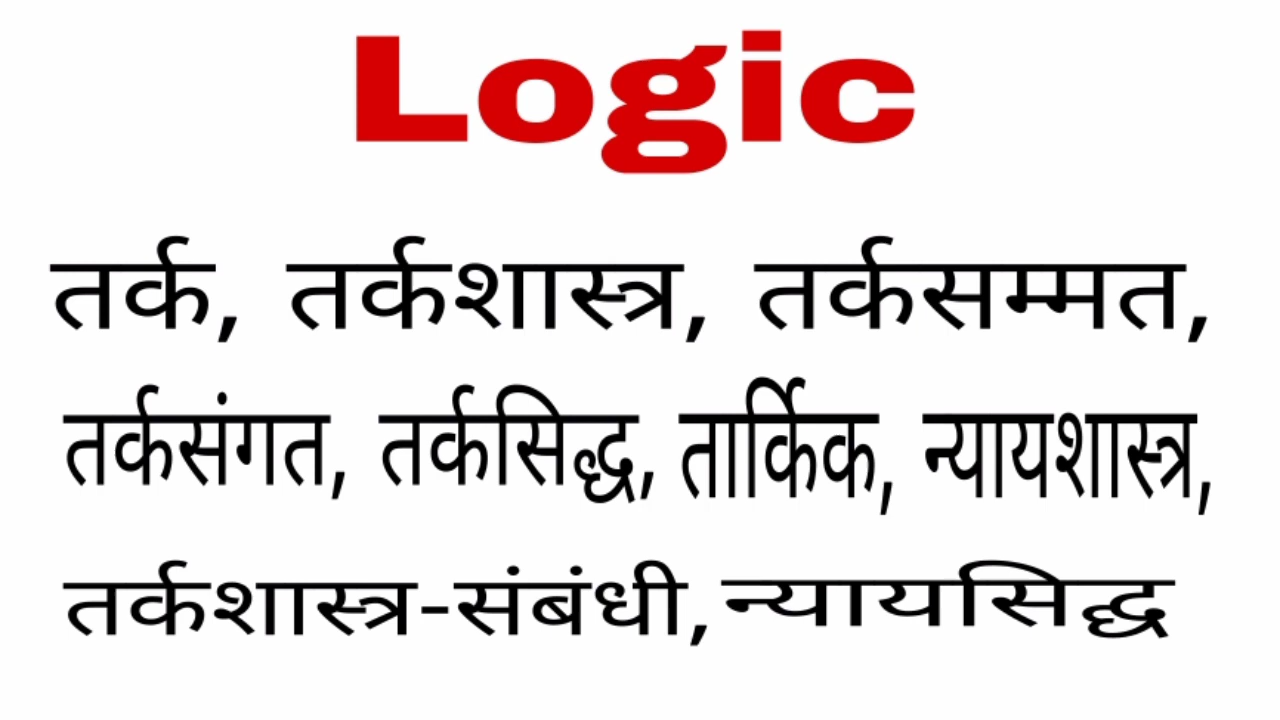 Logic
तर्क, तर्कशास्त्र, तर्कसम्मत,
तर्कसंगत, तर्कसिद्ध, तार्किक, न्यायशास्त्र,
तर्कशास्त्र-संबंधी,न्यायसिद्ध